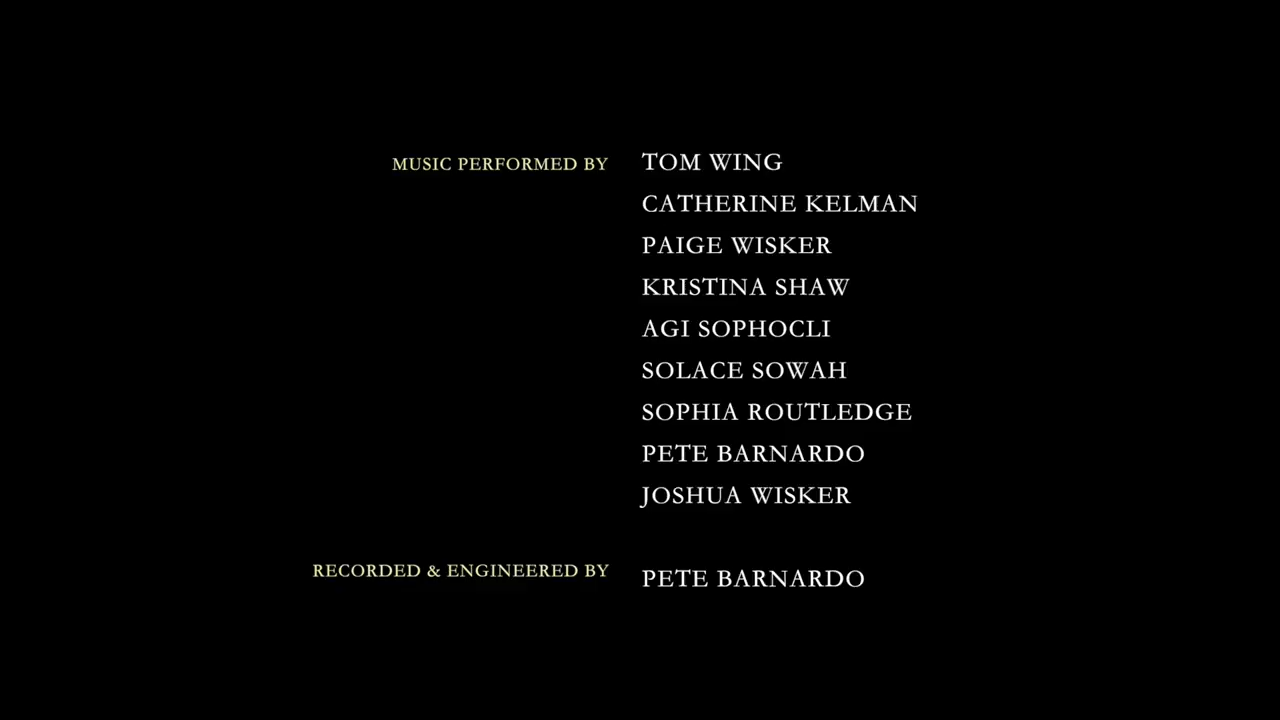 MUSIC PERFORMED BY TOM WING
CATHERINE KELMAN
PAIGE WISKER
KRISTINA SHAW
AGI SOPHOCLI
SOLACE SOWAH
SOPHIA ROUTLEDGE
PETE BARNARDO
JOSHUA WISKER
RECORDED & ENGINEERED BY PETE BARNARDO